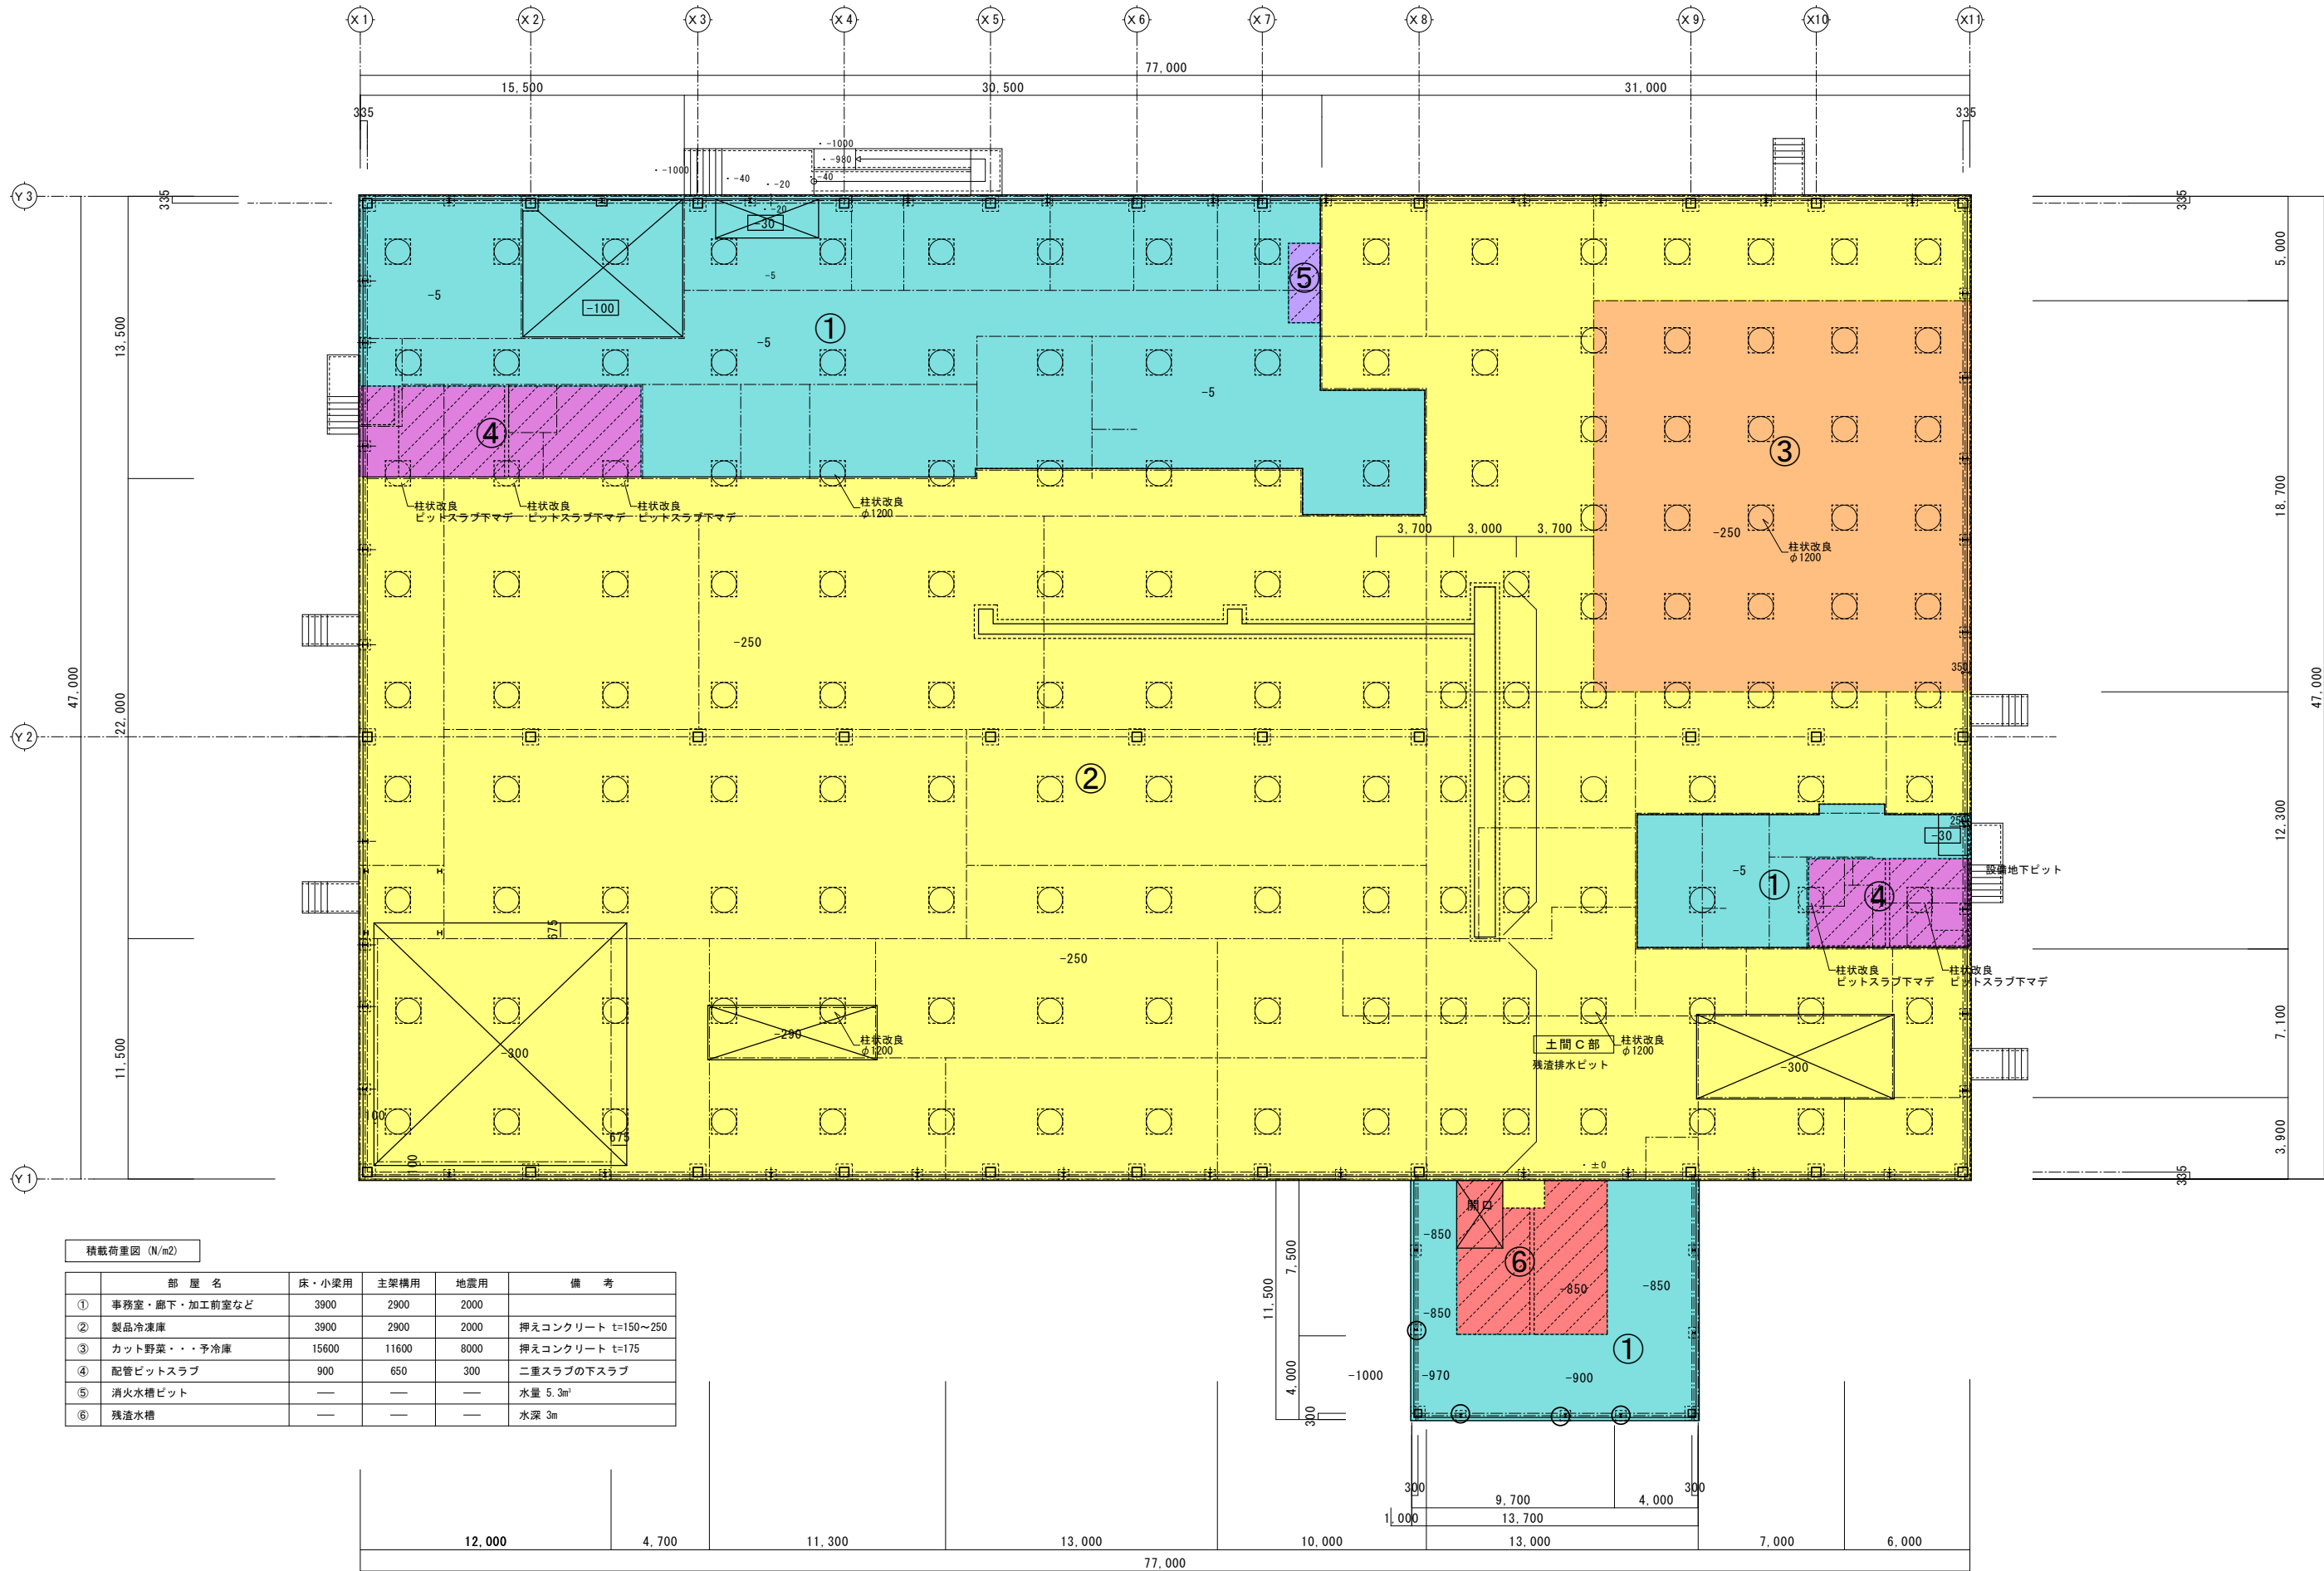 X1 X2 X3 X4 X5 X6 X7 X8 X9 X10 X11
77,000
15,500 30,500 31,000
335 335
-1000
-980
-1000 -40 -20 -40
Y3 335 335
-20
-30
5,000
-5 -5 ⑤
-100 ①
13,500 -5
-5
④ ③
柱状改良
ピットスラブ下マデ
柱状改良
ピットスラブ下マデ
柱状改良
ピットスラブ下マデ
柱状改良
φ1200
18,700
3,700 3,000 3,700
-250
柱状改良
φ1200
-250
350
47,000 22,000 47,000
Y2
②
12,300
250
-30
-5 ① ④
設備地下ピット
675
-250
柱状改良
ピットスラブ下マデ
柱状改良
ピットスラブ下マデ
-300
-290
柱状改良
φ1200
土間C部
柱状改良
φ1200
残渣排水ピット
-300
7,100
11,500
100
675
100
3,900
±0
Y1 335
開口
-850
⑥
-850 -850
-850
①
-1000 -970 -900
7,500
11,500
4,000
300
積載荷重図 (N/m2)
部 屋 名 床・小梁用 主架構用 地震用 備 考
① 事務室・廊下・加工前室など 3900 2900 2000
② 製品冷凍庫 3900 2900 2000 押えコンクリート t=150〜250
③ カット野菜・・・予冷庫 15600 11600 8000 押えコンクリート t=175
④ 配管ピットスラブ 900 650 300 二重スラブの下スラブ
⑤ 消火水槽ピット ── ── ── 水量 5.3m³
⑥ 残渣水槽 ── ── ── 水深 3m
300 300
9,700 4,000
1,000 13,700
12,000 4,700 11,300 13,000 10,000 13,000 7,000 6,000
77,000